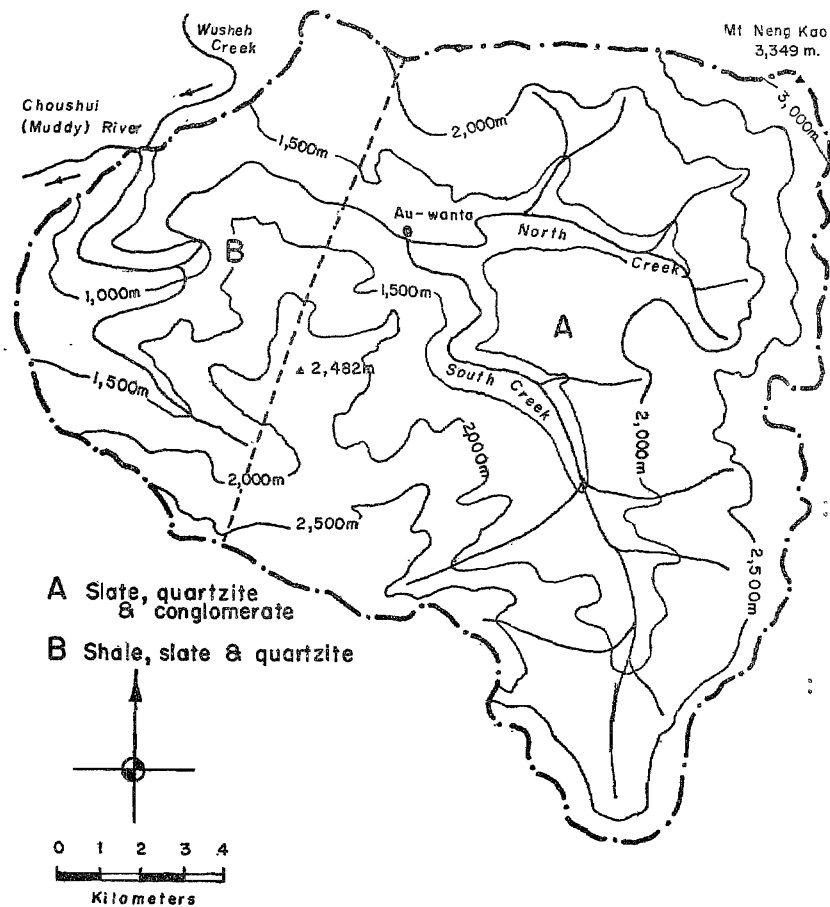 Wusheh
Creek
Mt Neng Kao
3,349 m.
Choushui
(Muddy) River
3,000m
2,000m
1,500m
Au-wanta
North
Creek
B
1,000m
1,500m
A
2,482m
South Creek
1,500m
2,000m
2,000m
2,000m
2,500m
2,500m
A Slate, quartzite
& conglomerate
B Shale, slate & quartzite
0 1 2 3 4
Kilometers